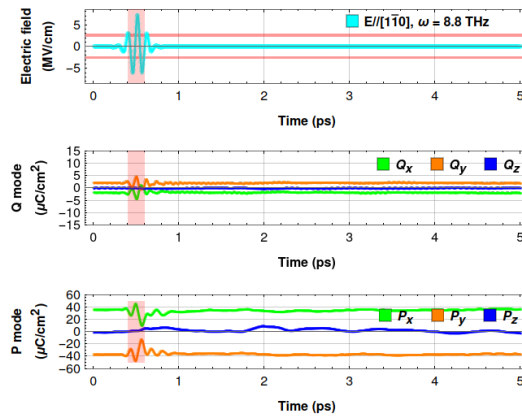 E//[11̄0], ω = 8.8 THz
Electric field
(MV/cm)
5
0
-5
0 1 2 3 4 5
Time (ps)
Qx Qy Qz
Q mode
(μC/cm²)
15
10
5
0
-5
-10
-15
0 1 2 3 4 5
Time (ps)
Px Py Pz
P mode
(μC/cm²)
60
40
20
0
-20
-40
-60
0 1 2 3 4 5
Time (ps)